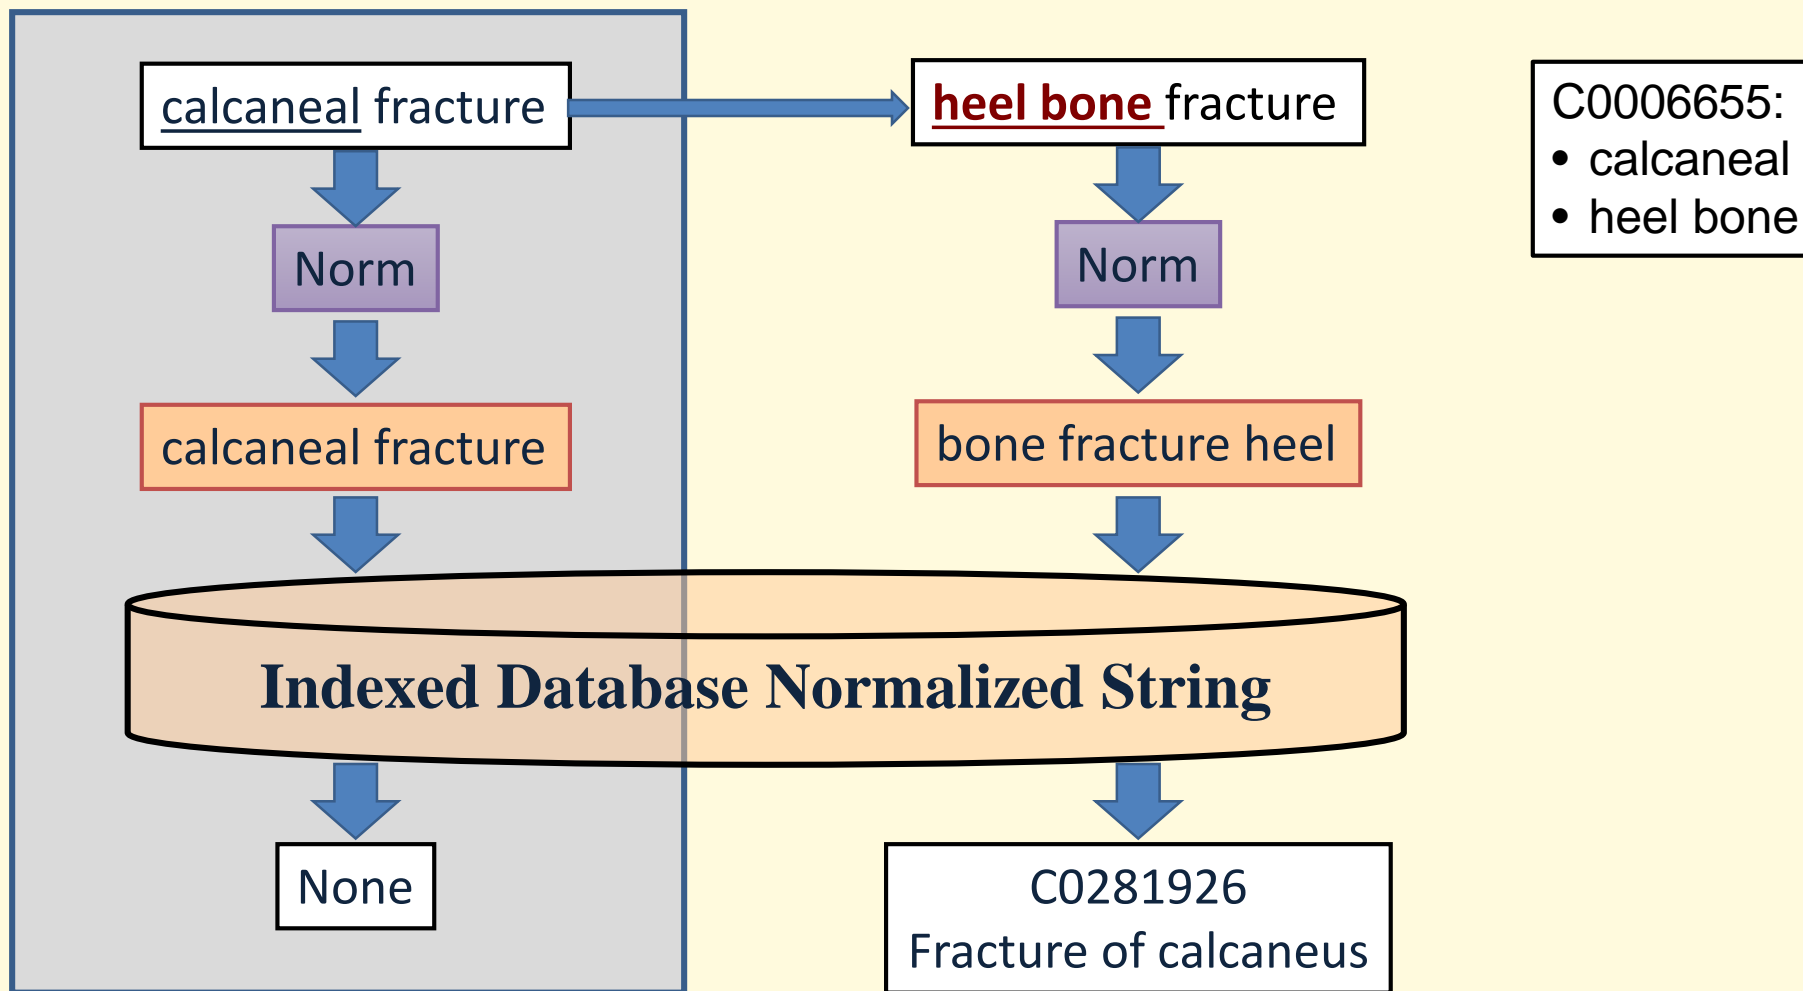 calcaneal fracture
heel bone fracture
C0006655:
• calcaneal
• heel bone
Norm
Norm
calcaneal fracture
bone fracture heel
Indexed Database Normalized String
None
C0281926
Fracture of calcaneus